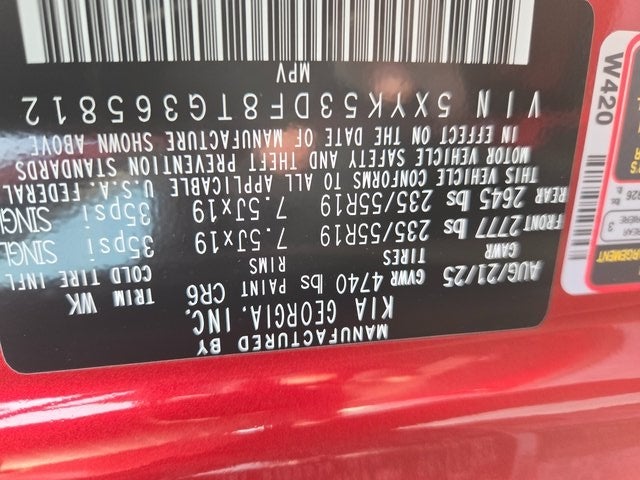 MANUFACTURED BY
KIA GEORGIA, INC.
AUG/21/25 GVWR 4740 lbs PAINT CR6 TRIM WK
GAWR TIRES RIMS COLD TIRE INFL
FRONT 2777 lbs 235/55R19 7.5Jx19 35psi SINGL
REAR 2645 lbs 235/55R19 7.5Jx19 35psi SINGL
THIS VEHICLE CONFORMS TO ALL APPLICABLE U.S.A. FEDERAL
MOTOR VEHICLE SAFETY AND THEFT PREVENTION STANDARDS
IN EFFECT ON THE DATE OF MANUFACTURE SHOWN ABOVE
VIN 5XYK53DF8TG365812
MPV
W420
REAR 3